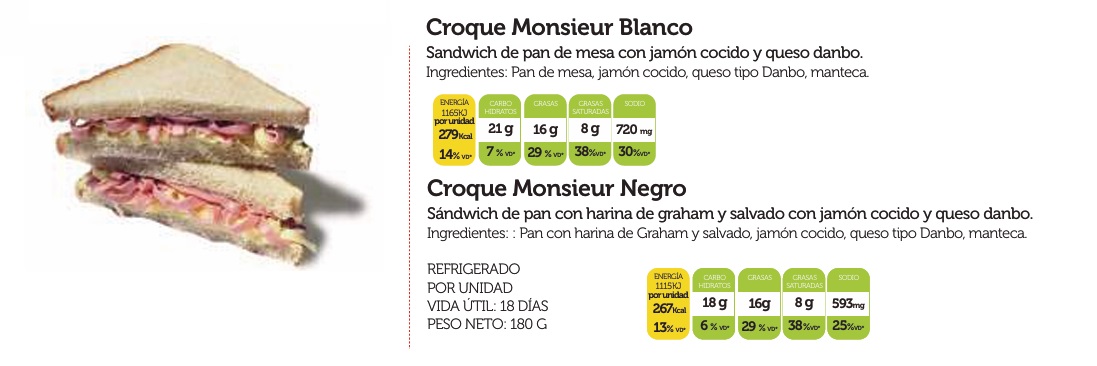 Croque Monsieur Blanco
Sandwich de pan de mesa con jamón cocido y queso danbo.
Ingredientes: Pan de mesa, jamón cocido, queso tipo Danbo, manteca.
ENERGÍA CARBO GRASAS GRASAS SODIO
1165KJ HIDRATOS SATURADAS
por unidad
279Kcal 21 g 16 g 8 g 720 mg
14% VD* 7 % VD* 29 % VD* 38%VD* 30%VD*
Croque Monsieur Negro
Sándwich de pan con harina de graham y salvado con jamón cocido y queso danbo.
Ingredientes: : Pan con harina de Graham y salvado, jamón cocido, queso tipo Danbo, manteca.
REFRIGERADO
POR UNIDAD
VIDA ÚTIL: 18 DÍAS
PESO NETO: 180 G
ENERGÍA CARBO GRASAS GRASAS SODIO
1115KJ HIDRATOS SATURADAS
por unidad
267Kcal 18 g 16g 8 g 593mg
13% VD* 6 % VD* 29 % VD* 38%VD* 25%VD*